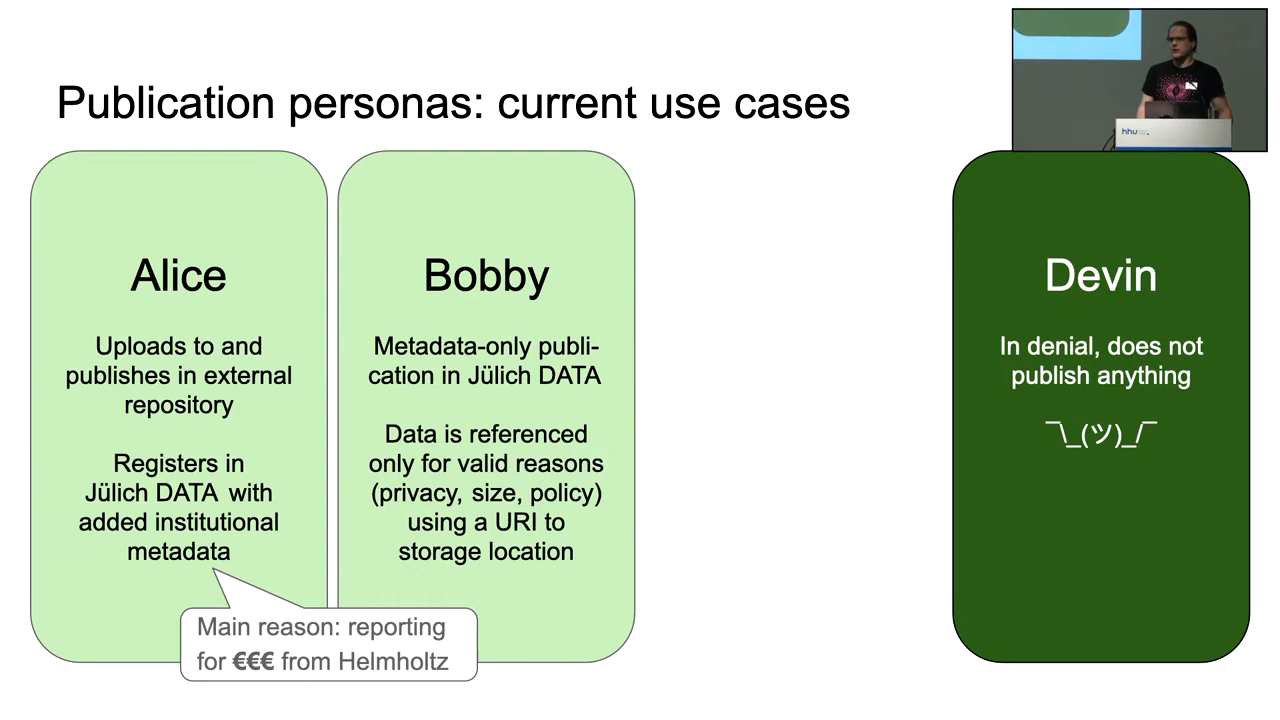 Publication personas: current use cases
hhu
Alice
Uploads to and
publishes in external
repository
Registers in
Jülich DATA with
added institutional
metadata
Main reason: reporting
for €€€ from Helmholtz
Bobby
Metadata-only publi-
cation in Jülich DATA
Data is referenced
only for valid reasons
(privacy, size, policy)
using a URI to
storage location
Devin
In denial, does not
publish anything
¯\_(ツ)_/¯